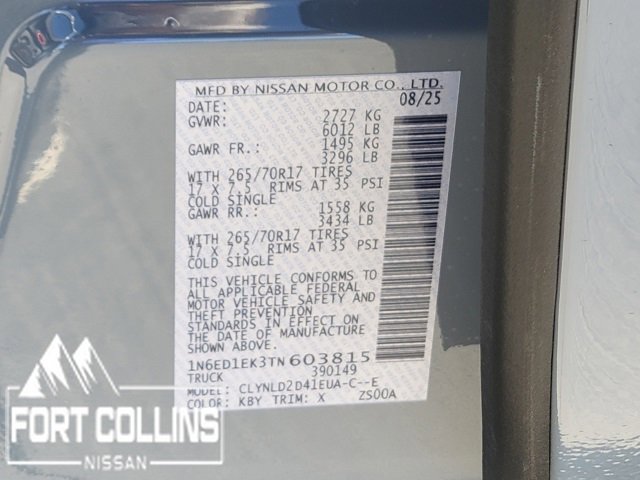 MFD BY NISSAN MOTOR CO., LTD.
DATE: 08/25
GVWR: 2727 KG
6012 LB
GAWR FR.: 1495 KG
3296 LB
WITH 265/70R17 TIRES
17 X 7.5 RIMS AT 35 PSI
COLD SINGLE
GAWR RR.: 1558 KG
3434 LB
WITH 265/70R17 TIRES
17 X 7.5 RIMS AT 35 PSI
COLD SINGLE
THIS VEHICLE CONFORMS TO
ALL APPLICABLE FEDERAL
MOTOR VEHICLE SAFETY AND
THEFT PREVENTION
STANDARDS IN EFFECT ON
THE DATE OF MANUFACTURE
SHOWN ABOVE.
1N6ED1EK3TN603815
TRUCK 390149
MODEL: CLYNLD2D41EUA-C--E
COLOR: KBY TRIM: X ZS00A
FORT COLLINS
NISSAN